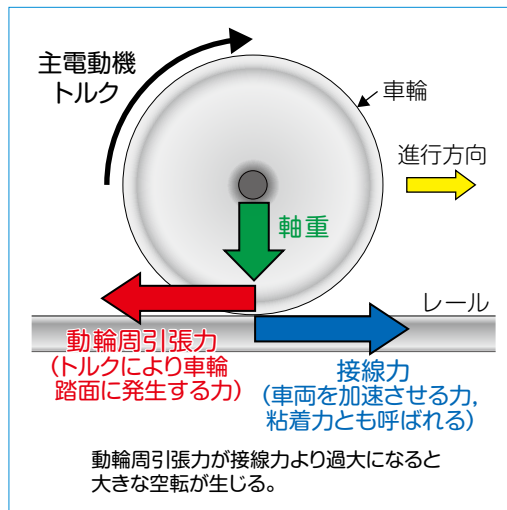 主電動機
トルク
車輪
進行方向
軸重
レール
動輪周引張力
(トルクにより車輪
踏面に発生する力)
接線力
(車両を加速させる力,
粘着力とも呼ばれる)
動輪周引張力が接線力より過大になると
大きな空転が生じる。